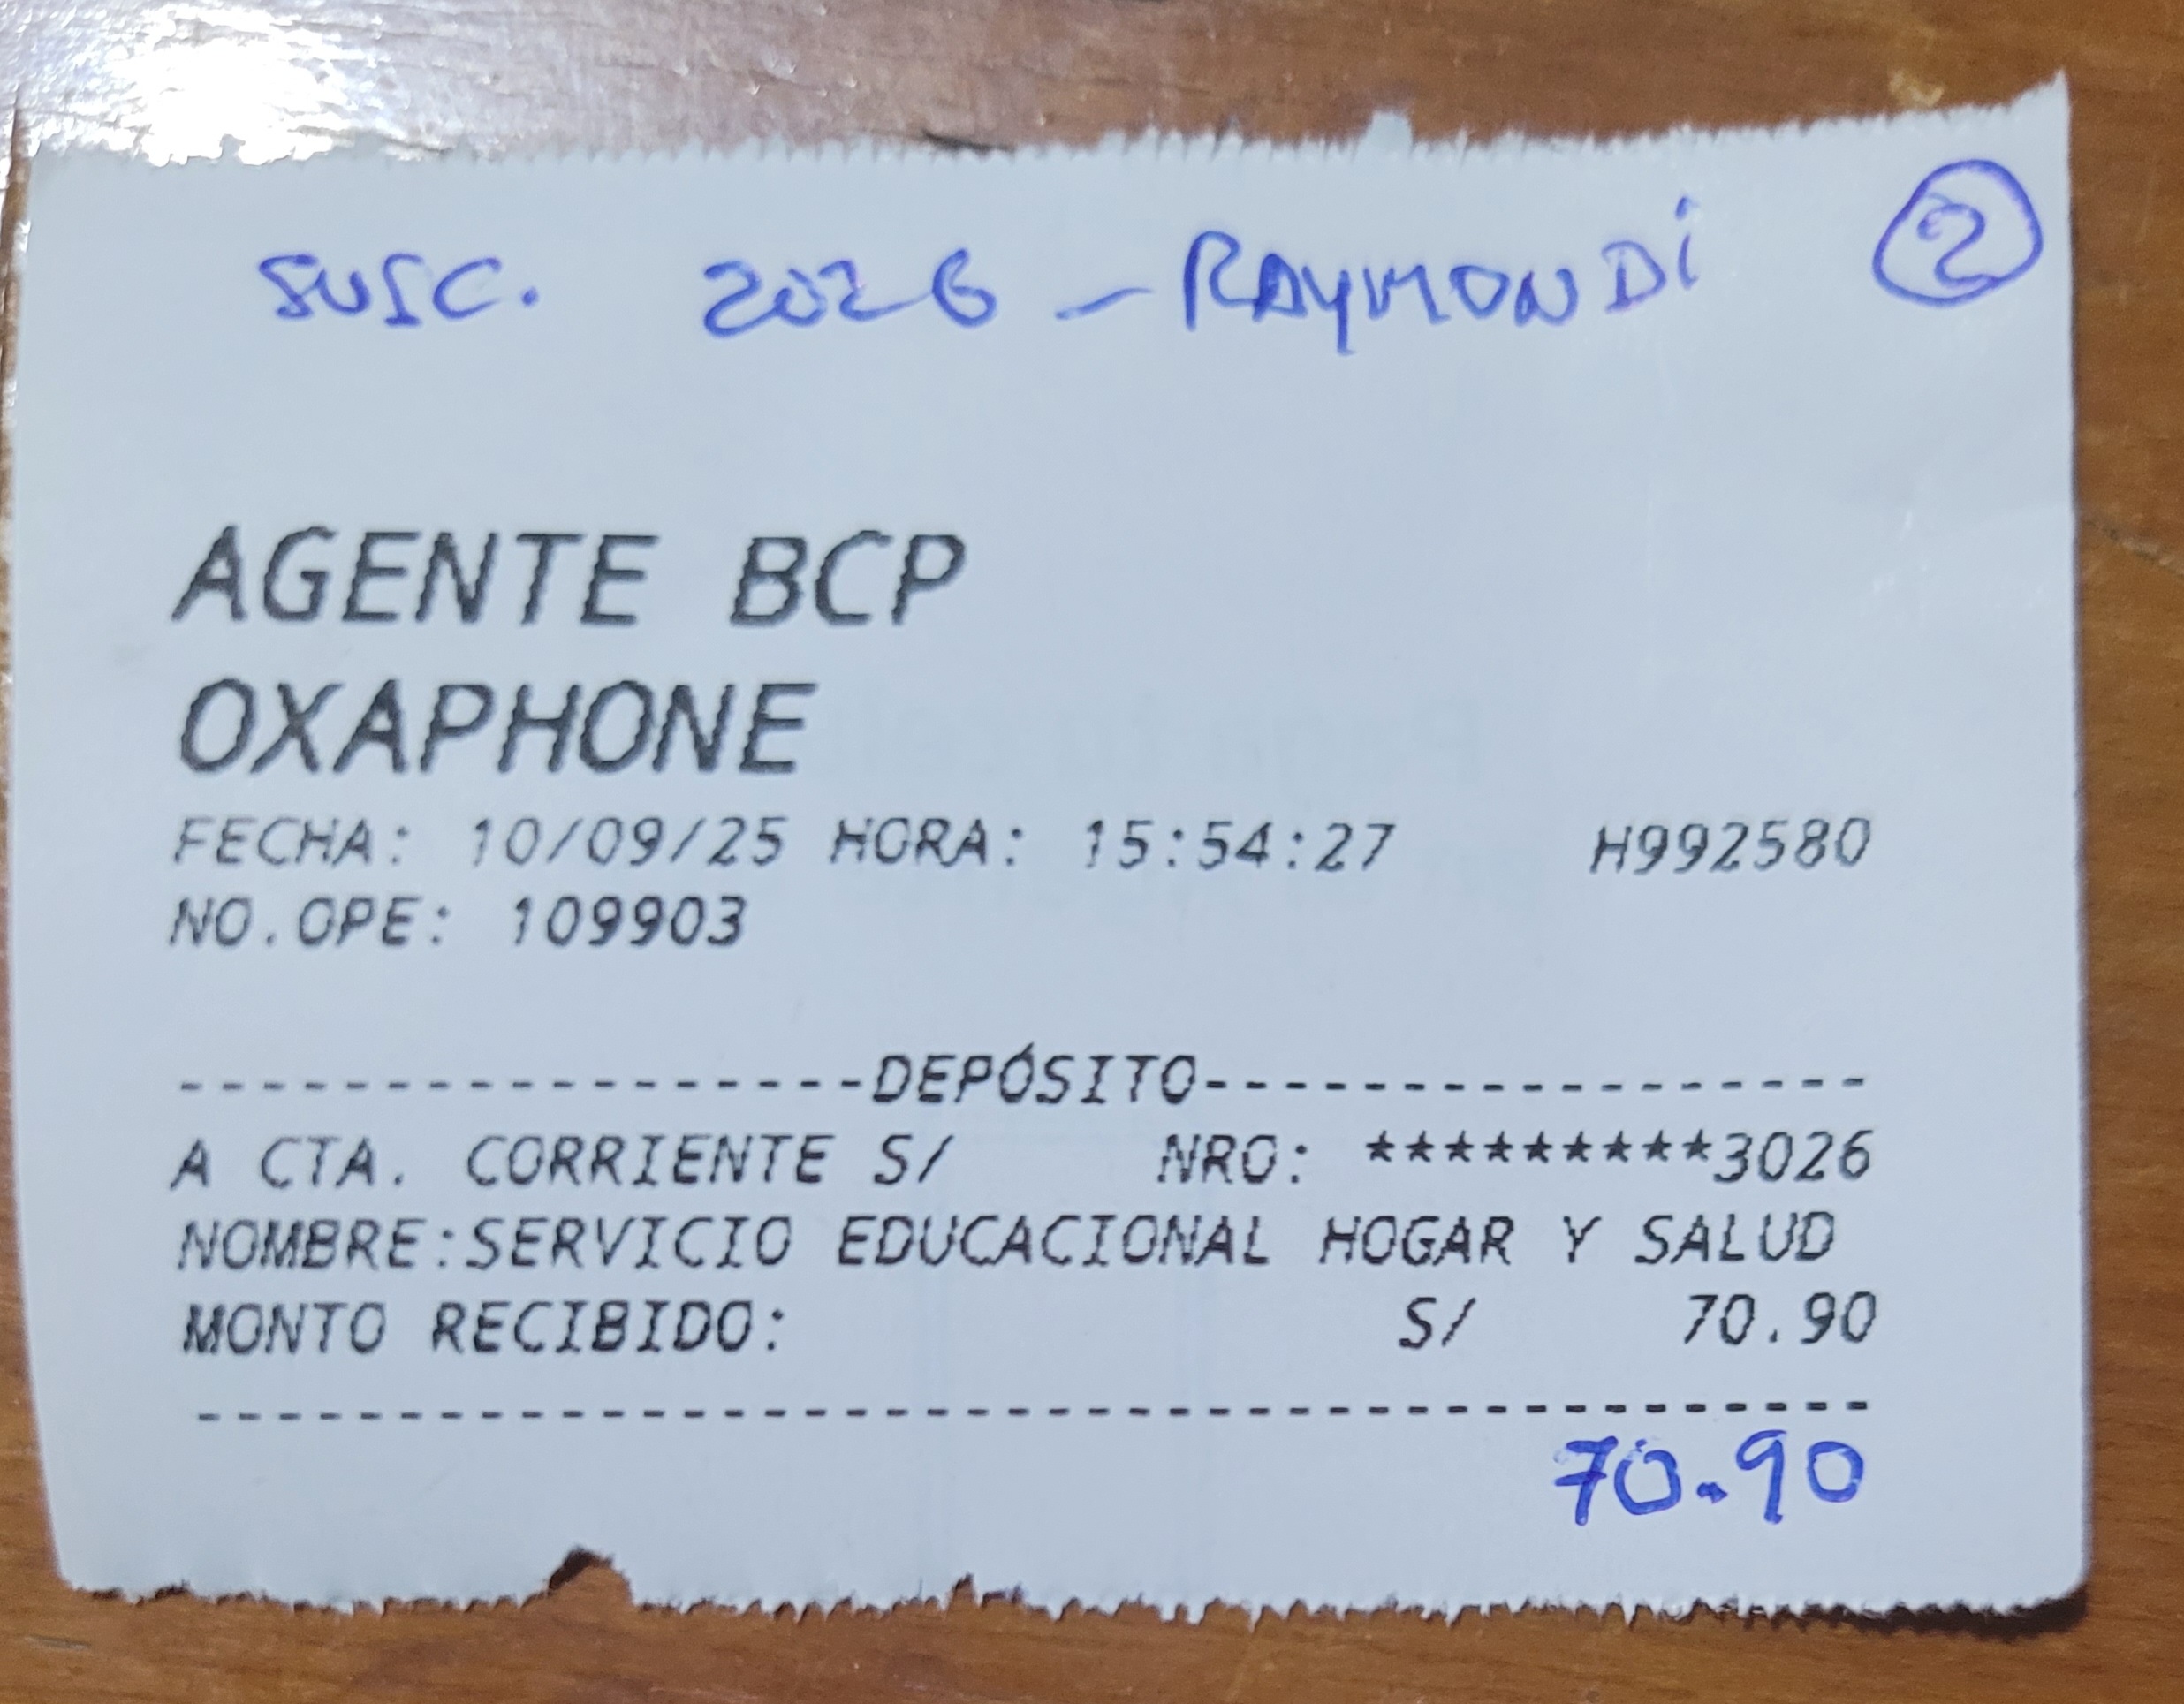 SUSC. 2026 - RAYMONDI 2
AGENTE BCP
OXAPHONE
FECHA: 10/09/25 HORA: 15:54:27 H992580
NO.OPE: 109903
------------------DEPÓSITO------------------
A CTA. CORRIENTE S/ NRO: *********3026
NOMBRE:SERVICIO EDUCACIONAL HOGAR Y SALUD
MONTO RECIBIDO: S/ 70.90
--------------------------------------------
70.90